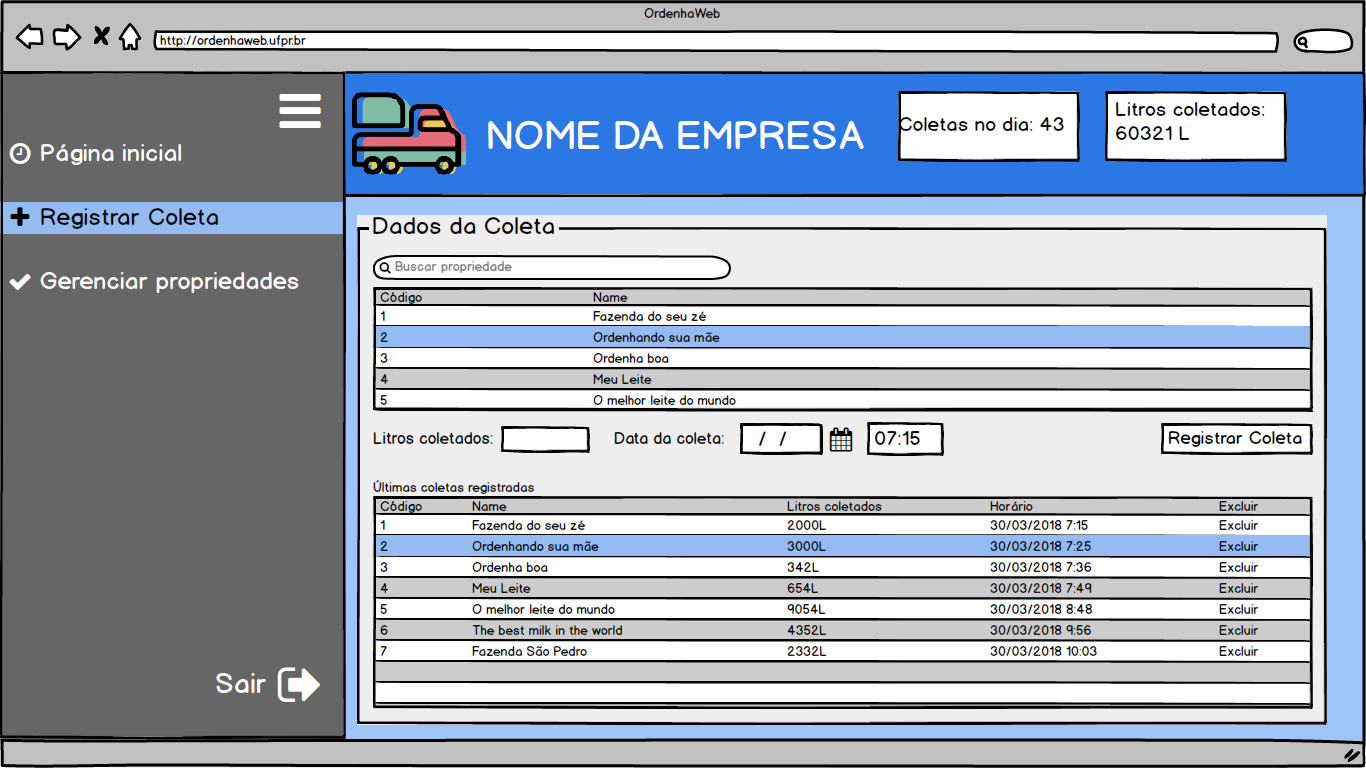 OrdenhaWeb
http://ordenhaweb.ufpr.br
Página inicial
Registrar Coleta
Gerenciar propriedades
Sair
NOME DA EMPRESA
Coletas no dia: 43
Litros coletados:
60321 L
Dados da Coleta
Buscar propriedade
Código Name
1 Fazenda do seu zé
2 Ordenhando sua mãe
3 Ordenha boa
4 Meu Leite
5 O melhor leite do mundo
Litros coletados: Data da coleta: / / 07:15 Registrar Coleta
Últimas coletas registradas
Código Name Litros coletados Horário Excluir
1 Fazenda do seu zé 2000L 30/03/2018 7:15 Excluir
2 Ordenhando sua mãe 3000L 30/03/2018 7:25 Excluir
3 Ordenha boa 342L 30/03/2018 7:36 Excluir
4 Meu Leite 654L 30/03/2018 7:49 Excluir
5 O melhor leite do mundo 9054L 30/03/2018 8:48 Excluir
6 The best milk in the world 4352L 30/03/2018 9:56 Excluir
7 Fazenda São Pedro 2332L 30/03/2018 10:03 Excluir